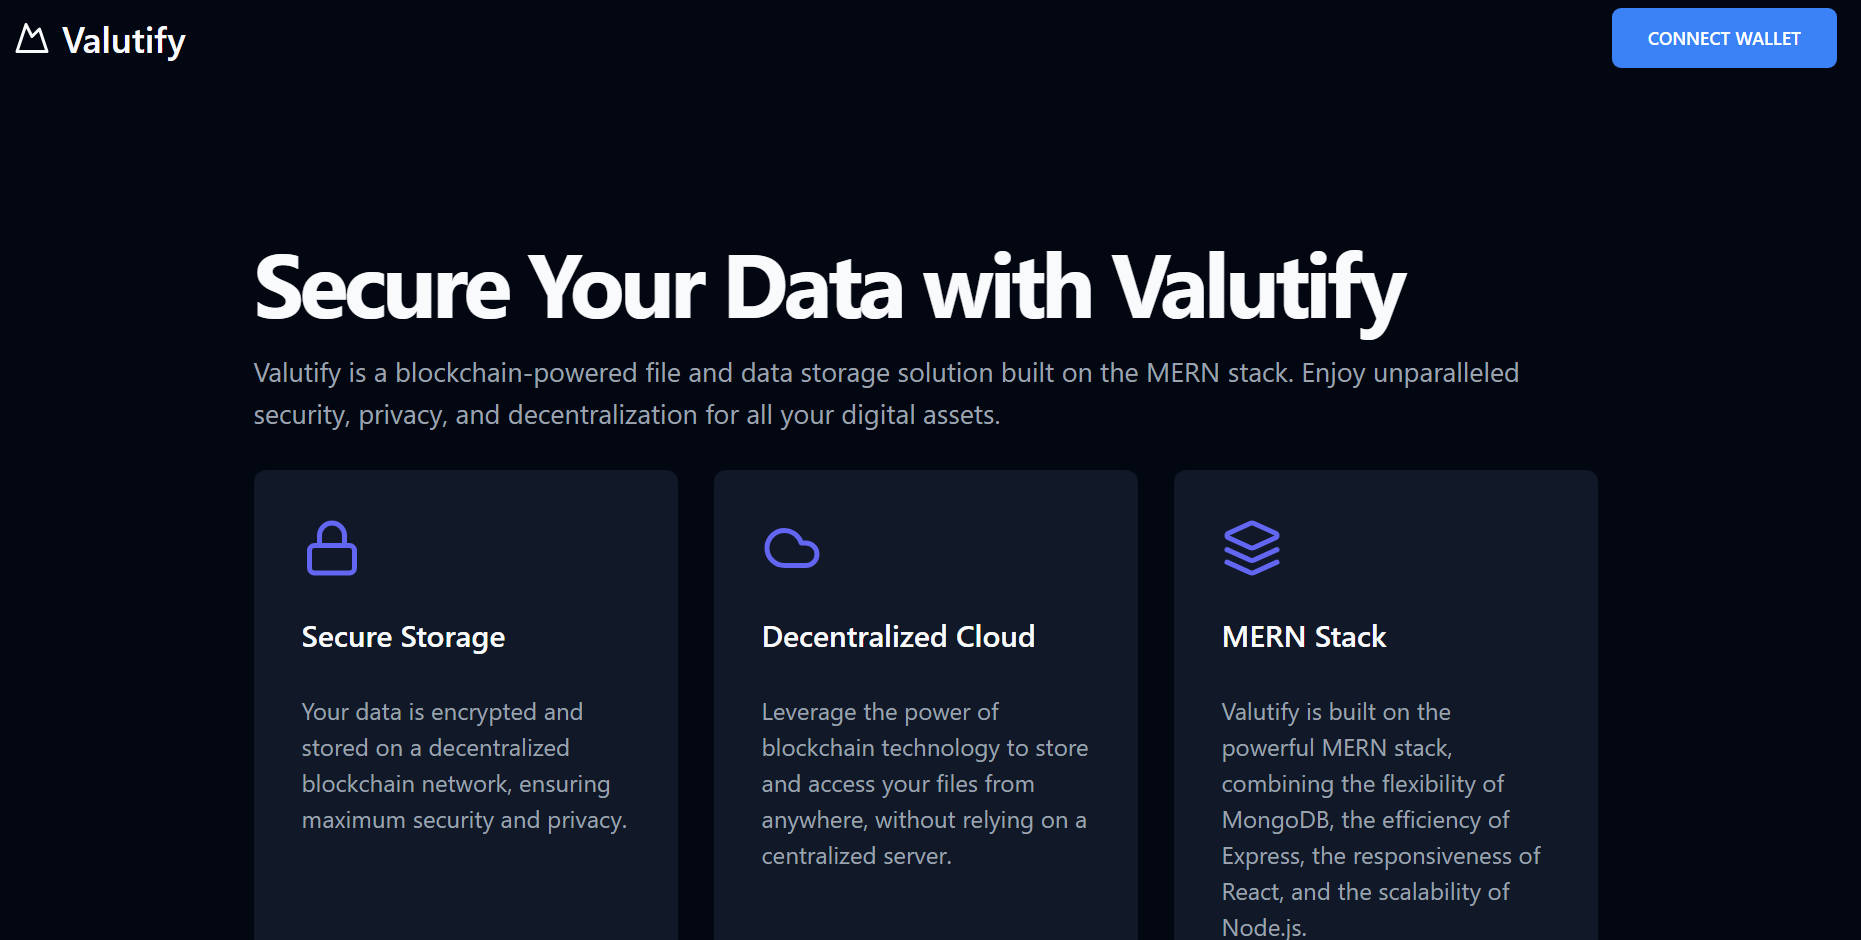 Valutify
CONNECT WALLET
Secure Your Data with Valutify
Valutify is a blockchain-powered file and data storage solution built on the MERN stack. Enjoy unparalleled
security, privacy, and decentralization for all your digital assets.
Secure Storage
Your data is encrypted and
stored on a decentralized
blockchain network, ensuring
maximum security and privacy.
Decentralized Cloud
Leverage the power of
blockchain technology to store
and access your files from
anywhere, without relying on a
centralized server.
MERN Stack
Valutify is built on the
powerful MERN stack,
combining the flexibility of
MongoDB, the efficiency of
Express, the responsiveness of
React, and the scalability of
Node.js.